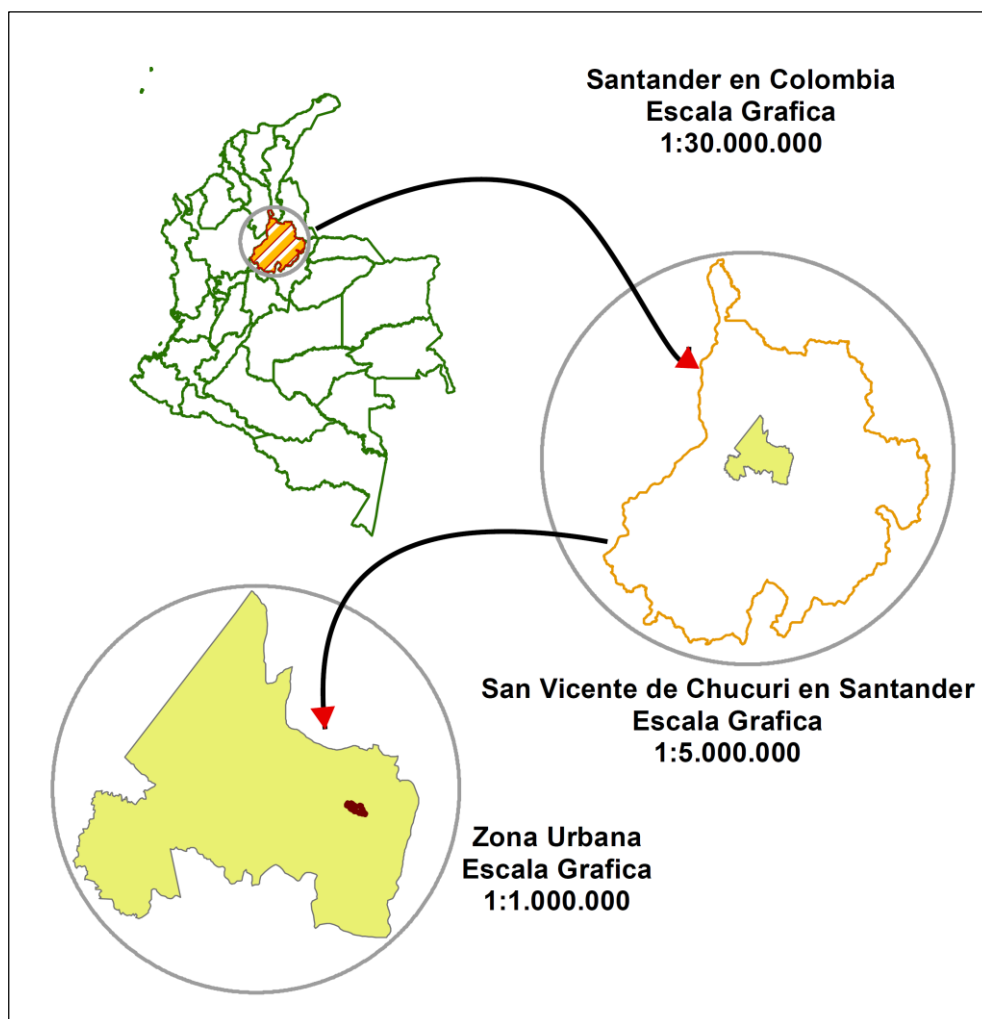 Santander en Colombia
Escala Grafica
1:30.000.000
San Vicente de Chucuri en Santander
Escala Grafica
1:5.000.000
Zona Urbana
Escala Grafica
1:1.000.000